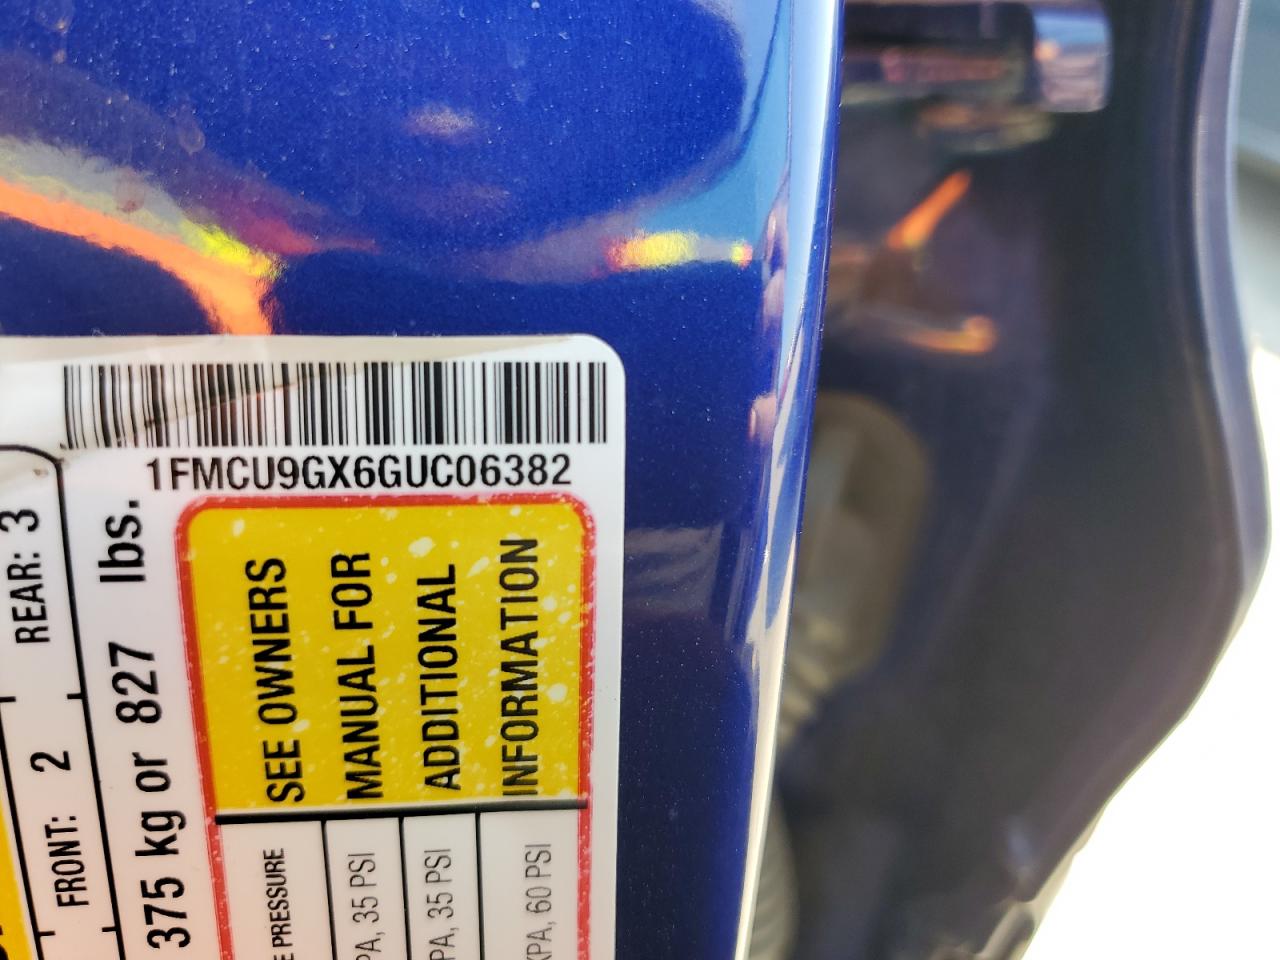 1FMCU9GX6GUC06382
FRONT: 2 REAR: 3
375 kg or 827 lbs.
SEE OWNERS
MANUAL FOR
ADDITIONAL
INFORMATION
PRESSURE
PA, 35 PSI
PA, 35 PSI
KPA, 60 PSI